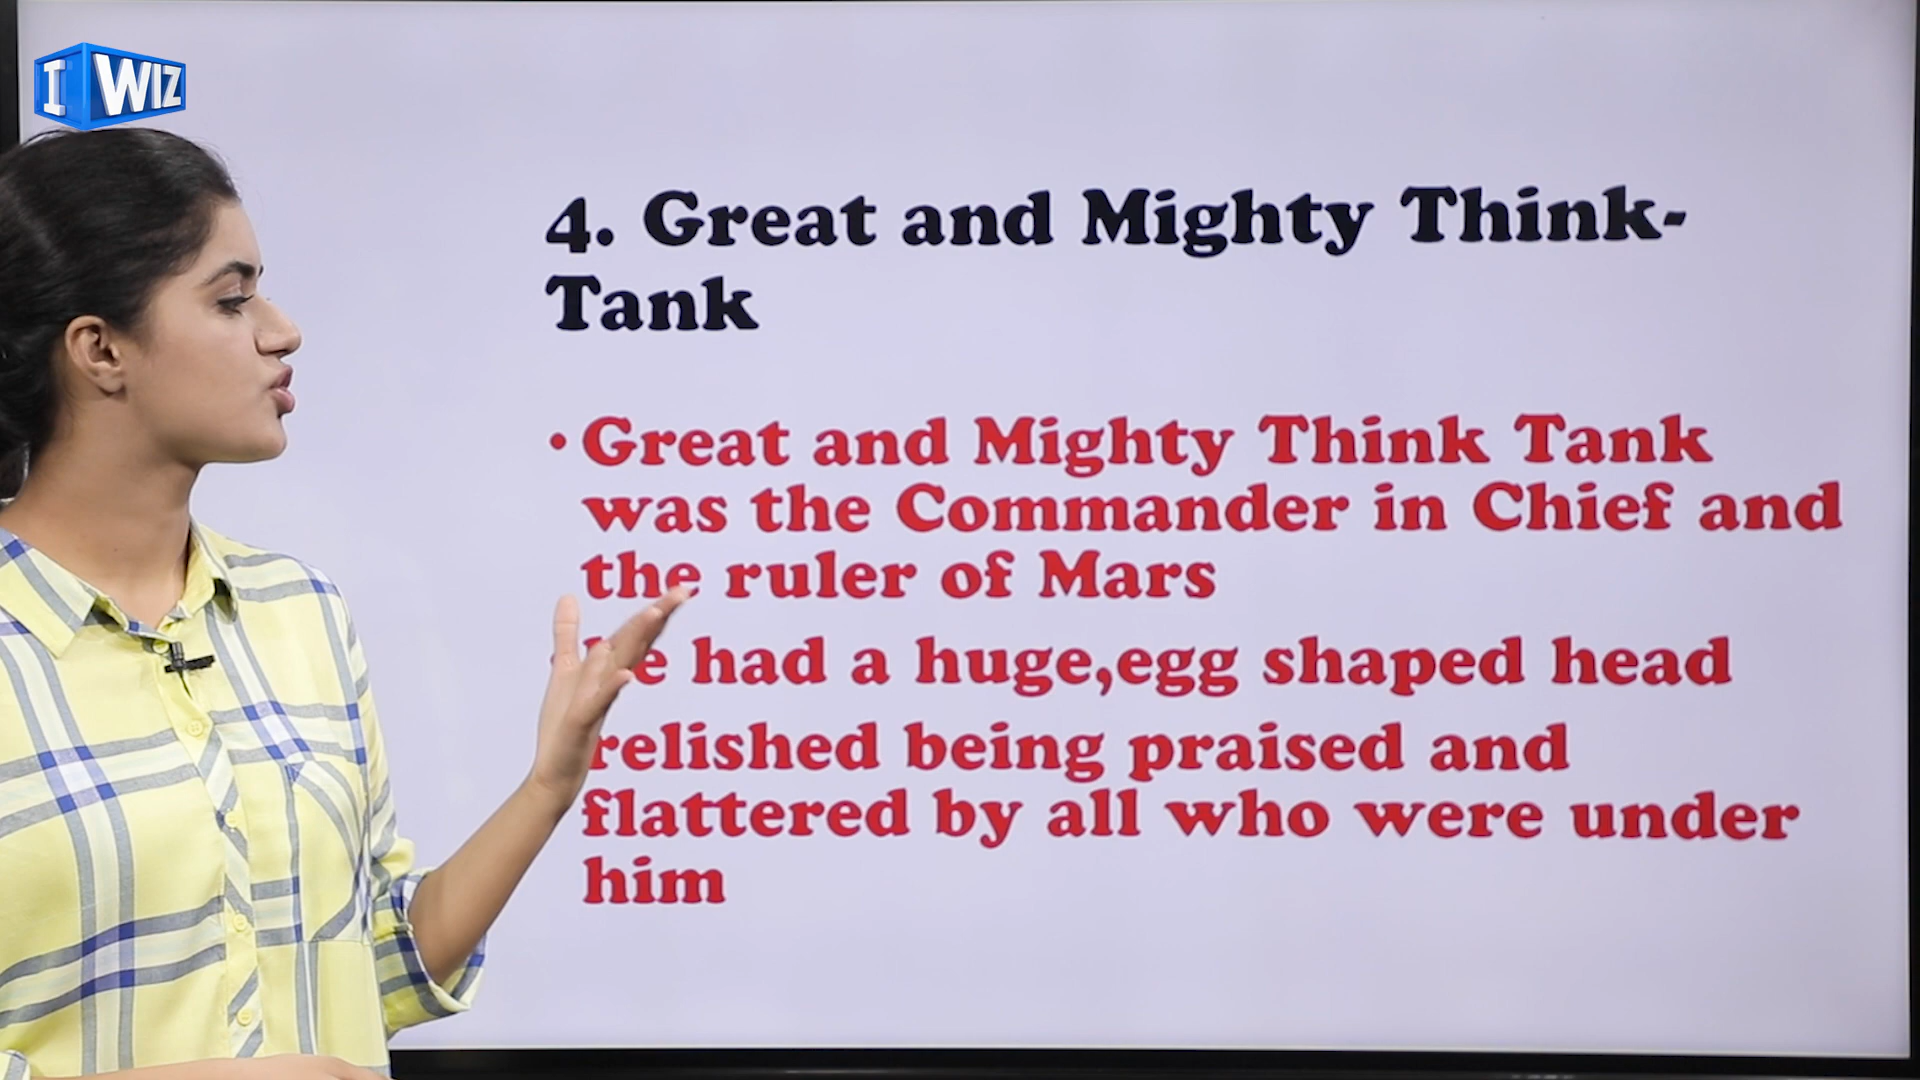 I WIZ
4. Great and Mighty Think-
Tank
• Great and Mighty Think Tank
was the Commander in Chief and
the ruler of Mars
had a huge,egg shaped head
relished being praised and
flattered by all who were under
him